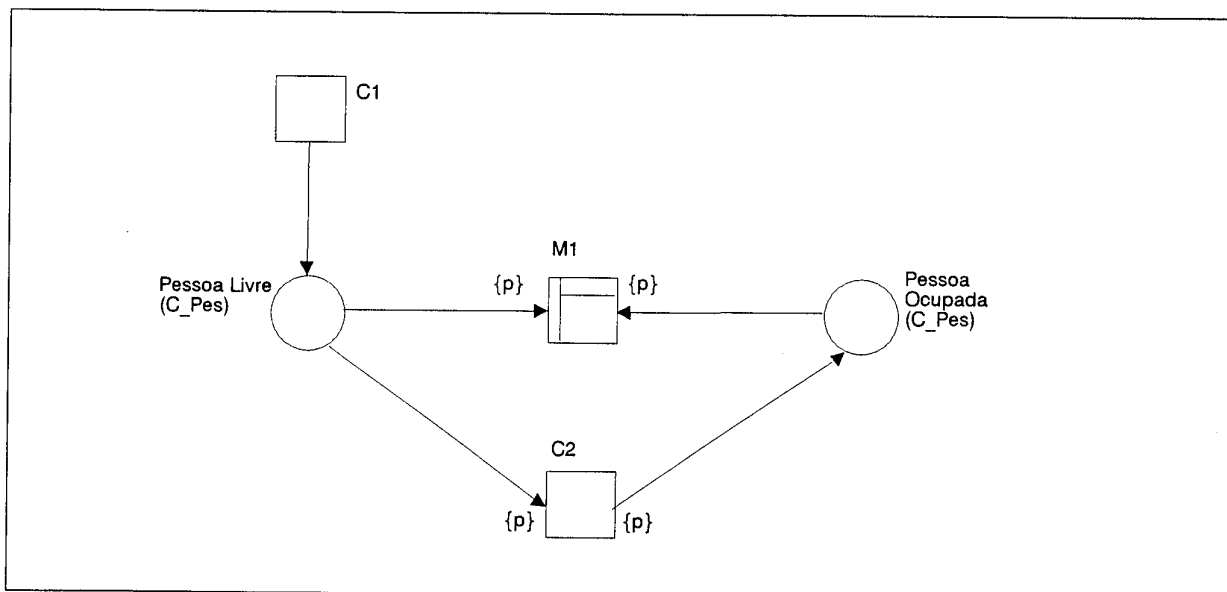 C1
M1
Pessoa Livre
(C_Pes)
{p}
{p}
Pessoa
Ocupada
(C_Pes)
C2
{p}
{p}